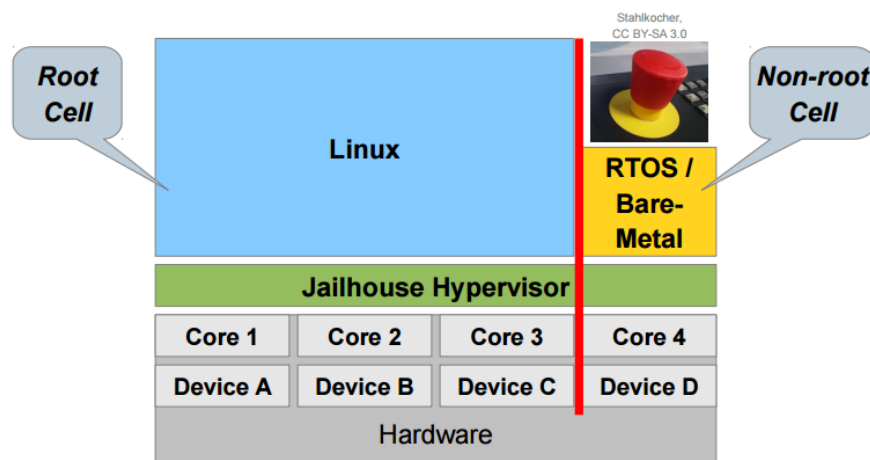 Stahlkocher,
CC BY-SA 3.0
Root
Cell
Non-root
Cell
Linux
RTOS /
Bare-
Metal
Jailhouse Hypervisor
Core 1
Core 2
Core 3
Core 4
Device A
Device B
Device C
Device D
Hardware